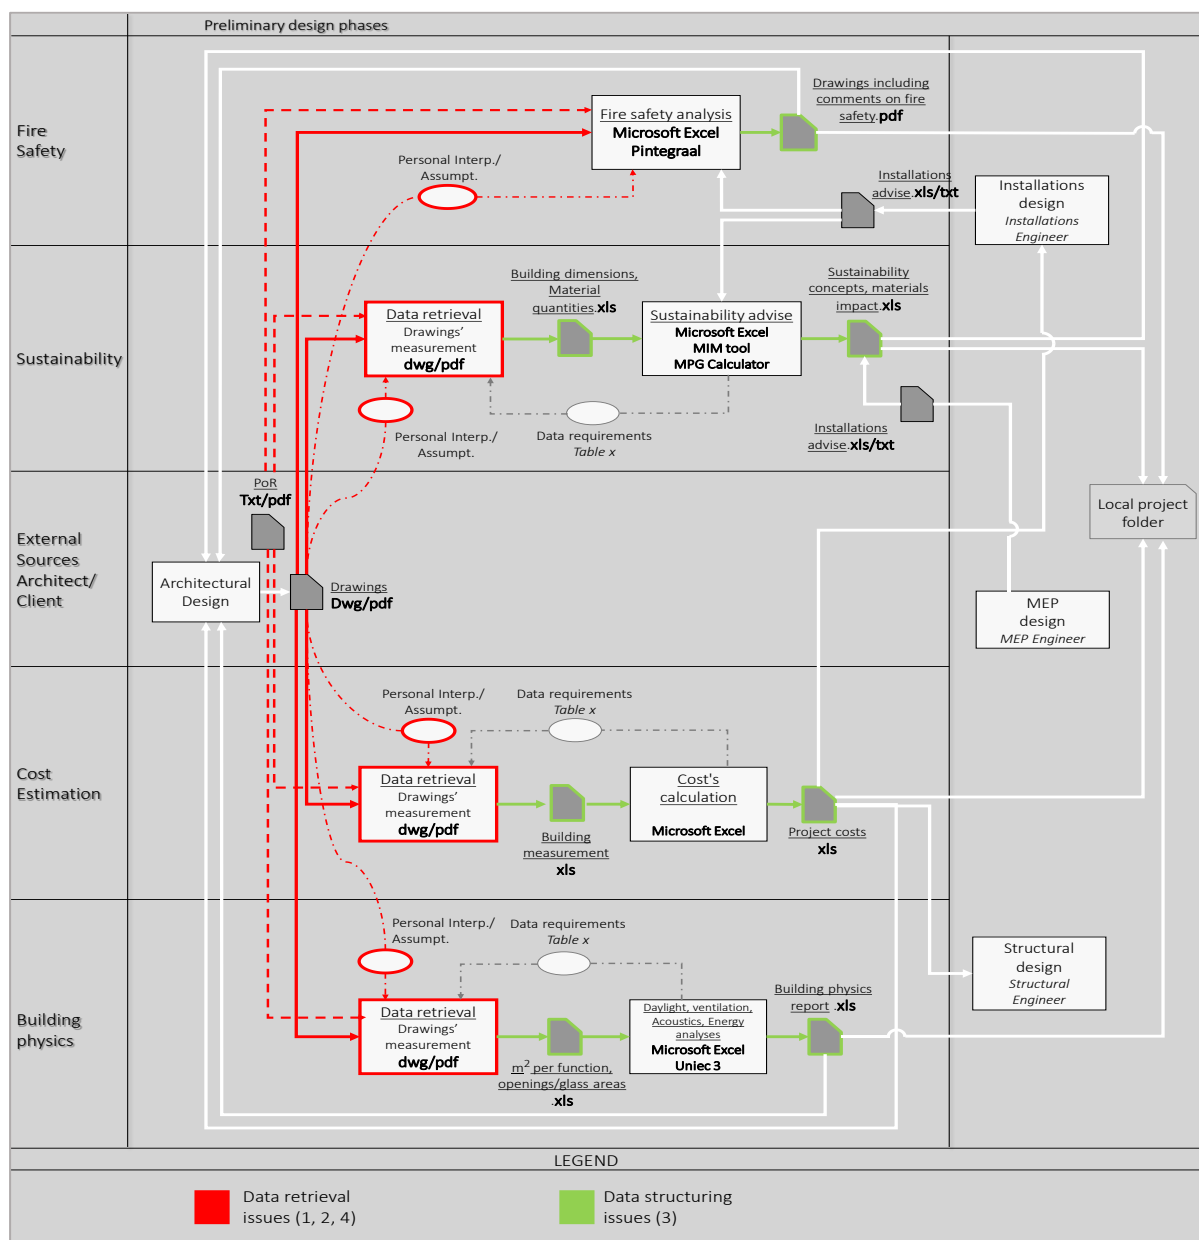 Preliminary design phases
Fire
Safety
Drawings including
comments on fire
safety.pdf
Fire safety analysis
Microsoft Excel
Pintegraal
Personal Interp./
Assumpt.
Installations
advise.xls/txt
Installations
design
Installations
Engineer
Sustainability
Building dimensions,
Material
quantities.xls
Sustainability
concepts, materials
impact.xls
Data retrieval
Drawings'
measurement
dwg/pdf
Sustainability advise
Microsoft Excel
MIM tool
MPG Calculator
Personal Interp./
Assumpt.
Data requirements
Table x
Installations
advise.xls/txt
External
Sources
Architect/
Client
PoR
Txt/pdf
Local project
folder
Architectural
Design
Drawings
Dwg/pdf
MEP
design
MEP Engineer
Cost
Estimation
Personal Interp./
Assumpt.
Data requirements
Table x
Data retrieval
Drawings'
measurement
dwg/pdf
Cost's
calculation
Microsoft Excel
Building
measurement
xls
Project costs
xls
Building
physics
Personal Interp./
Assumpt.
Data requirements
Table x
Structural
design
Structural
Engineer
Data retrieval
Drawings'
measurement
dwg/pdf
Daylight, ventilation,
Acoustics, Energy
analyses
Microsoft Excel
Uniec 3
Building physics
report .xls
m² per function,
openings/glass areas
.xls
LEGEND
Data retrieval
issues (1, 2, 4)
Data structuring
issues (3)